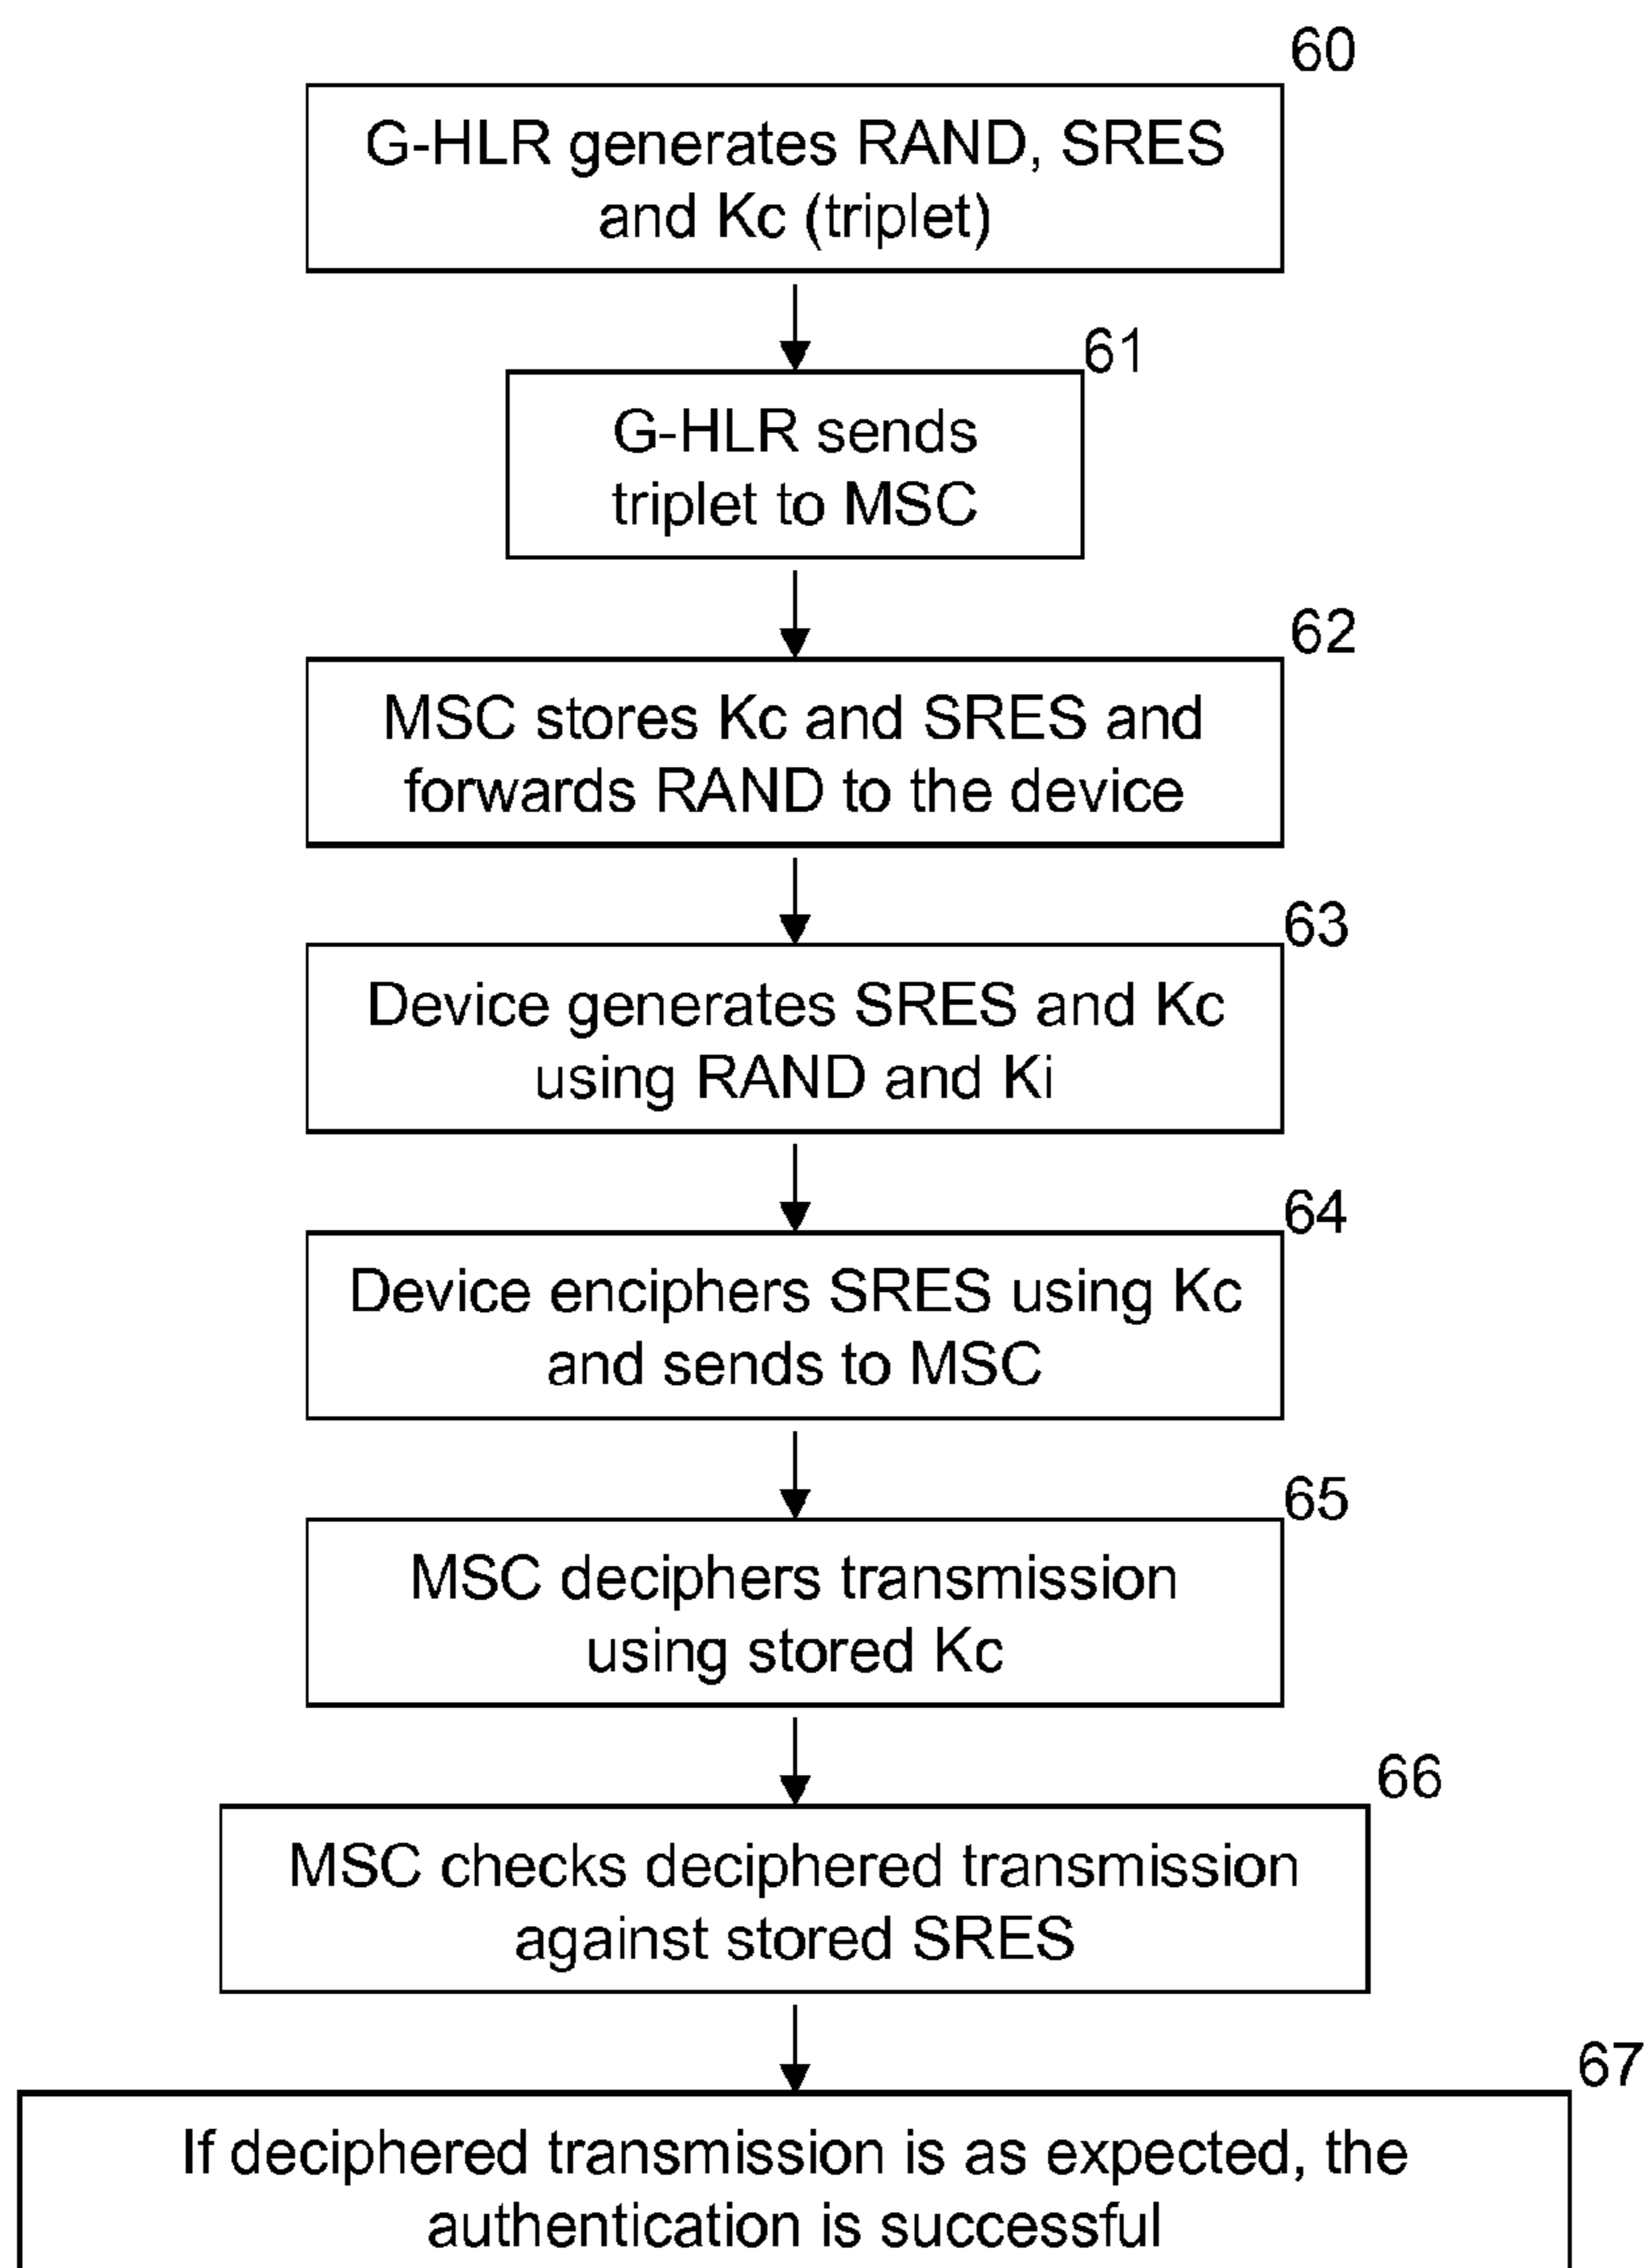 60
G-HLR generates RAND, SRES
and Kc (triplet)
61
G-HLR sends
triplet to MSC
62
MSC stores Kc and SRES and
forwards RAND to the device
63
Device generates SRES and Kc
using RAND and Ki
64
Device enciphers SRES using Kc
and sends to MSC
65
MSC deciphers transmission
using stored Kc
66
MSC checks deciphered transmission
against stored SRES
67
If deciphered transmission is as expected, the
authentication is successful